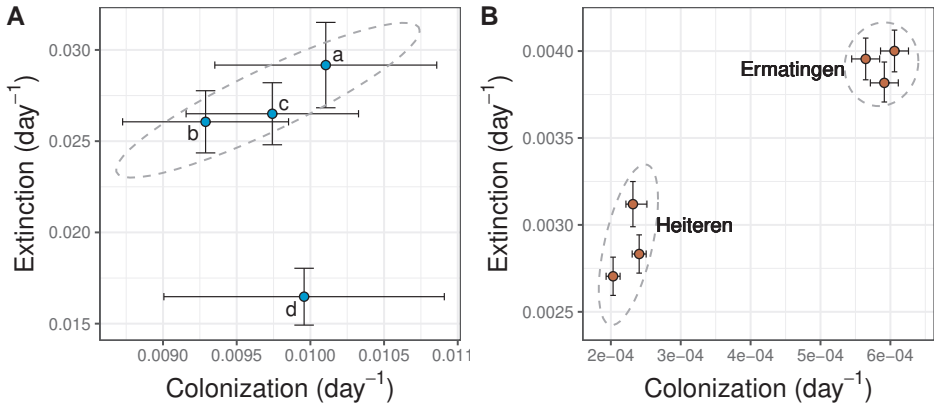 A
Extinction (day⁻¹)
0.030
0.025
0.020
0.015
a
c
b
d
0.0090 0.0095 0.0100 0.0105 0.011
Colonization (day⁻¹)
B
Extinction (day⁻¹)
0.0040
0.0035
0.0030
0.0025
Ermatingen
Heiteren
2e−04 3e−04 4e−04 5e−04 6e−04
Colonization (day⁻¹)